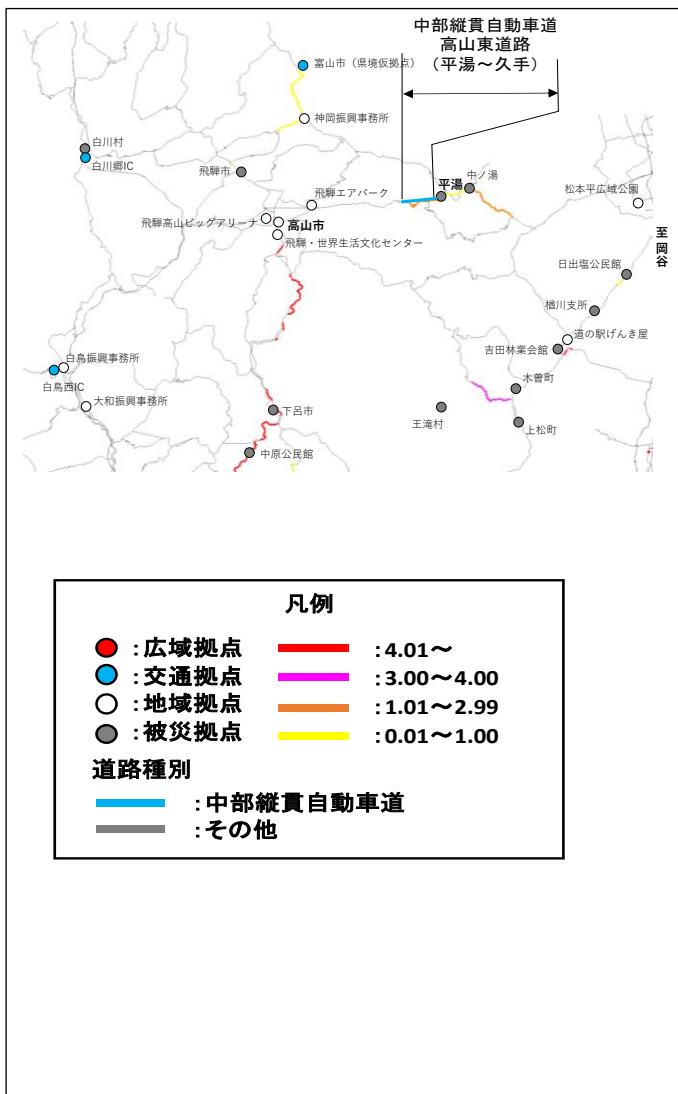 中部縦貫自動車道
高山東道路
（平湯～久手）
富山市（県境仮拠点）
神岡振興事務所
白川村
白川郷IC
飛騨市
平湯
中ノ湯
飛騨エアパーク
松本平広域公園
飛騨高山ビッグアリーナ
高山市
飛騨・世界生活文化センター
至岡谷
日出塩公民館
楢川支所
道の駅げんき屋
吉田林業会館
白鳥振興事務所
白鳥西IC
木曽町
大和振興事務所
下呂市
王滝村
上松町
中原公民館
凡例
：広域拠点
：4.01～
：交通拠点
：3.00～4.00
：地域拠点
：1.01～2.99
：被災拠点
：0.01～1.00
道路種別
：中部縦貫自動車道
：その他